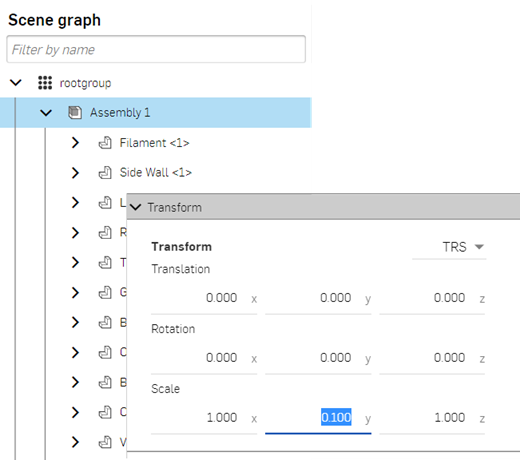 Scene graph
Filter by name
rootgroup
Assembly 1
Filament <1>
Side Wall <1>
L
R
T
G
B
C
B
C
V
Transform
Transform TRS
Translation
0.000 x 0.000 y 0.000 z
Rotation
0.000 x 0.000 y 0.000 z
Scale
1.000 x 0.100 y 1.000 z